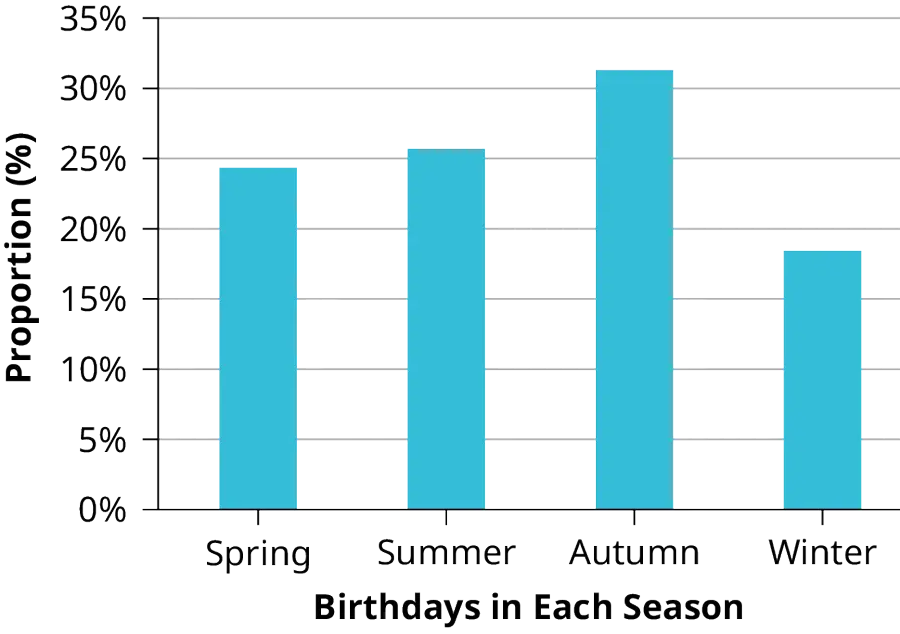 Proportion (%)
35%
30%
25%
20%
15%
10%
5%
0%
Spring Summer Autumn Winter
Birthdays in Each Season